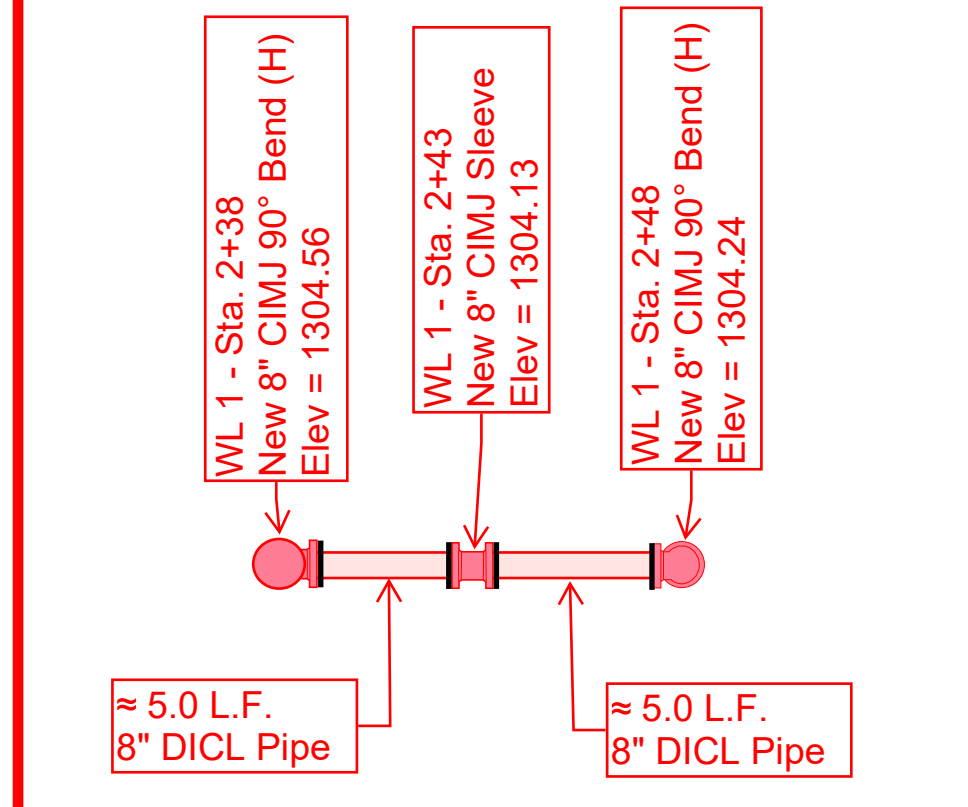 WL 1 - Sta. 2+38
New 8" CIMJ 90° Bend (H)
Elev = 1304.56
WL 1 - Sta. 2+43
New 8" CIMJ Sleeve
Elev = 1304.13
WL 1 - Sta. 2+48
New 8" CIMJ 90° Bend (H)
Elev = 1304.24
≈ 5.0 L.F.
8" DICL Pipe
≈ 5.0 L.F.
8" DICL Pipe